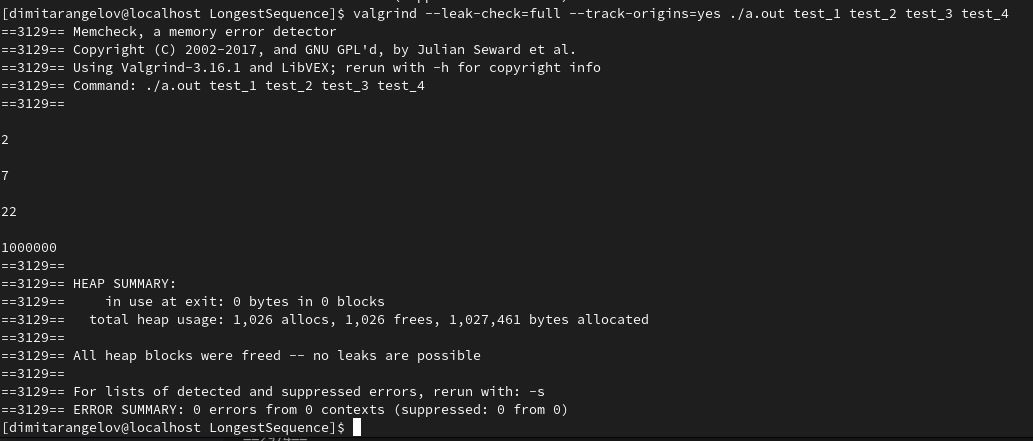 [dimitarangelov@localhost LongestSequence]$ valgrind --leak-check=full --track-origins=yes ./a.out test_1 test_2 test_3 test_4
==3129== Memcheck, a memory error detector
==3129== Copyright (C) 2002-2017, and GNU GPL'd, by Julian Seward et al.
==3129== Using Valgrind-3.16.1 and LibVEX; rerun with -h for copyright info
==3129== Command: ./a.out test_1 test_2 test_3 test_4
==3129==
2
7
22
1000000
==3129==
==3129== HEAP SUMMARY:
==3129==     in use at exit: 0 bytes in 0 blocks
==3129==   total heap usage: 1,026 allocs, 1,026 frees, 1,027,461 bytes allocated
==3129==
==3129== All heap blocks were freed -- no leaks are possible
==3129==
==3129== For lists of detected and suppressed errors, rerun with: -s
==3129== ERROR SUMMARY: 0 errors from 0 contexts (suppressed: 0 from 0)
[dimitarangelov@localhost LongestSequence]$